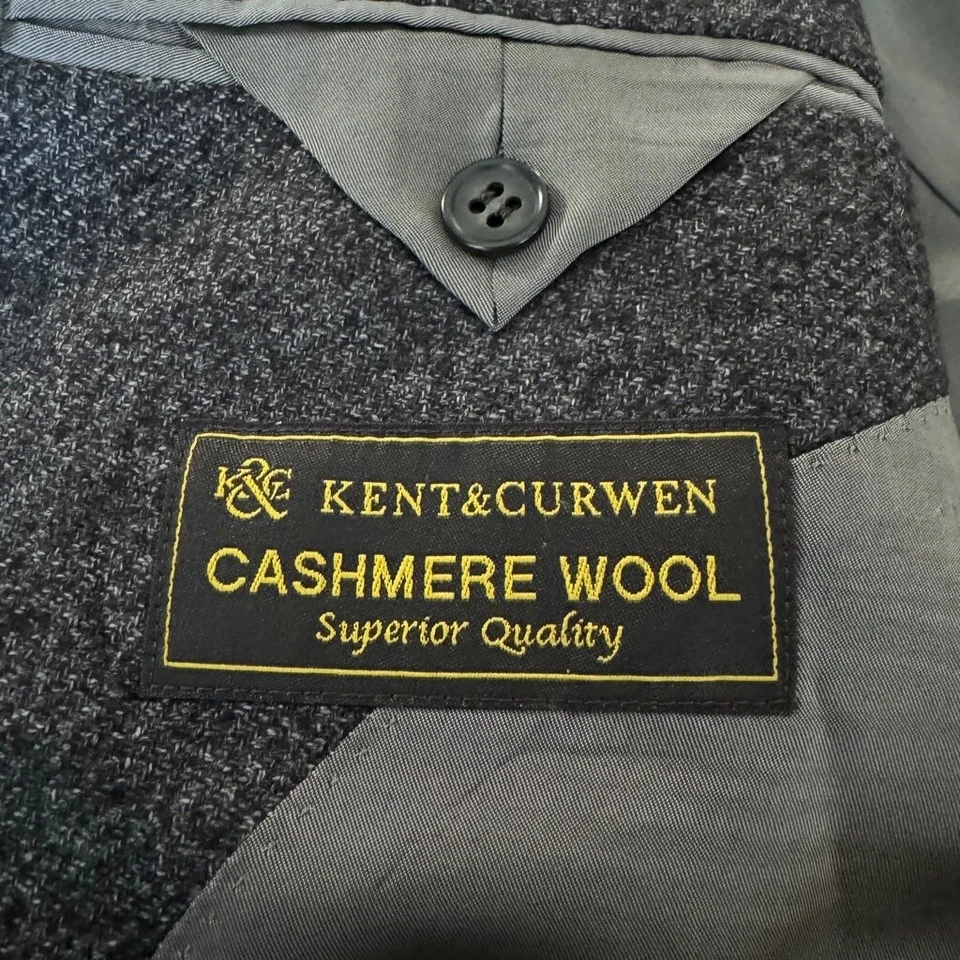 K&C KENT&CURWEN
CASHMERE WOOL
Superior Quality